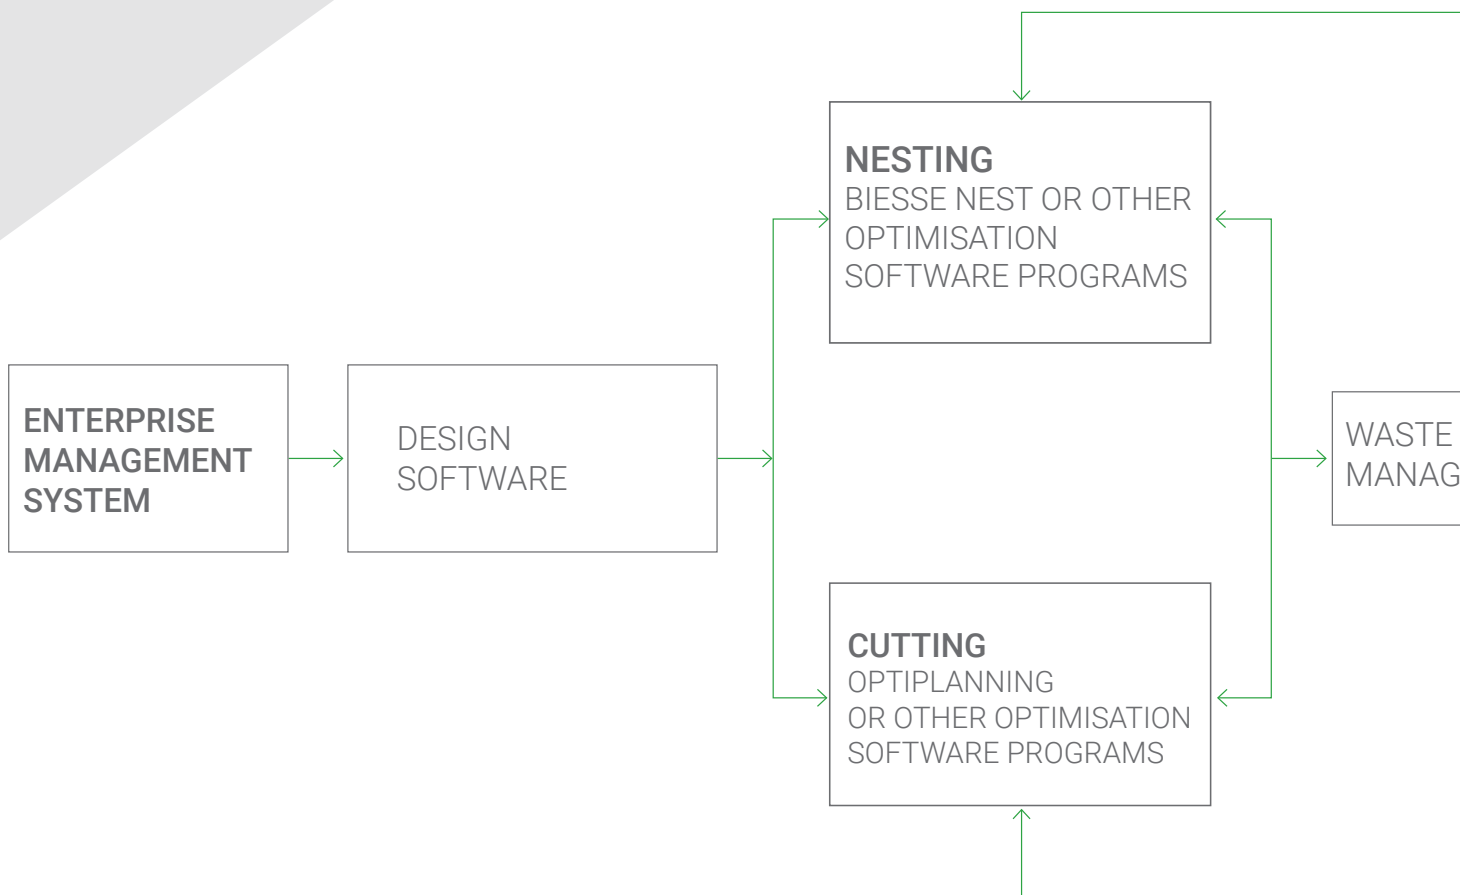 NESTING
BIESSE NEST OR OTHER
OPTIMISATION
SOFTWARE PROGRAMS
ENTERPRISE
MANAGEMENT
SYSTEM
DESIGN
SOFTWARE
WASTE
MANAG
CUTTING
OPTIPLANNING
OR OTHER OPTIMISATION
SOFTWARE PROGRAMS